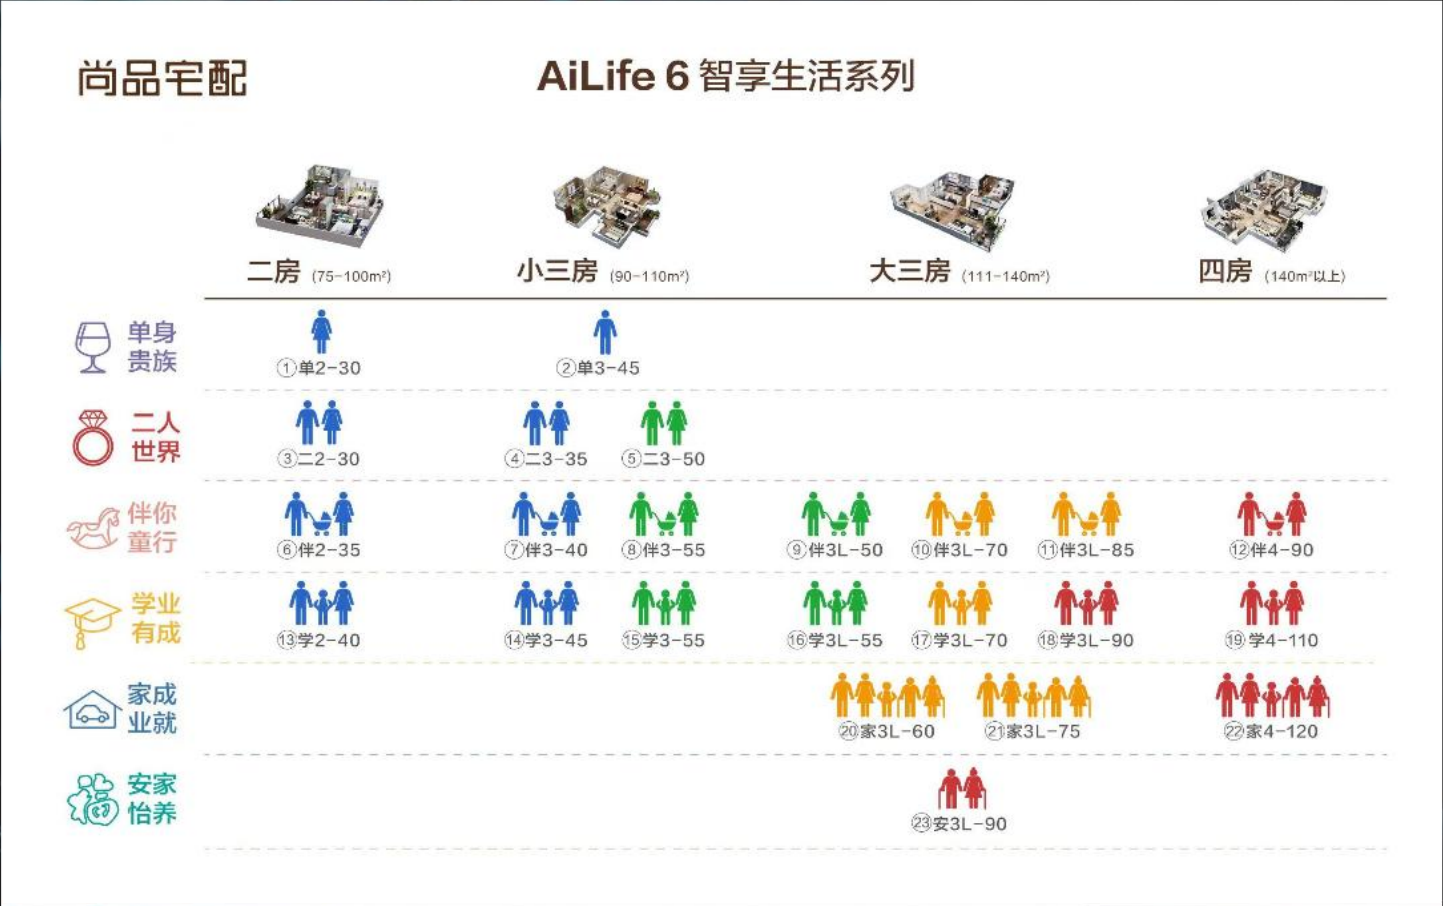 尚品宅配
AiLife 6 智享生活系列
二房 (75-100m²)
小三房 (90-110m²)
大三房 (111-140m²)
四房 (140m²以上)
单身
贵族
①单2-30
②单3-45
二人
世界
③二2-30
④二3-35
⑤二3-50
伴你
童行
⑥伴2-35
⑦伴3-40
⑧伴3-55
⑨伴3L-50
⑩伴3L-70
⑪伴3L-85
⑫伴4-90
学业
有成
⑬学2-40
⑭学3-45
⑮学3-55
⑯学3L-55
⑰学3L-70
⑱学3L-90
⑲学4-110
家成
业就
⑳家3L-60
㉑家3L-75
㉒家4-120
福
安家
怡养
㉓安3L-90